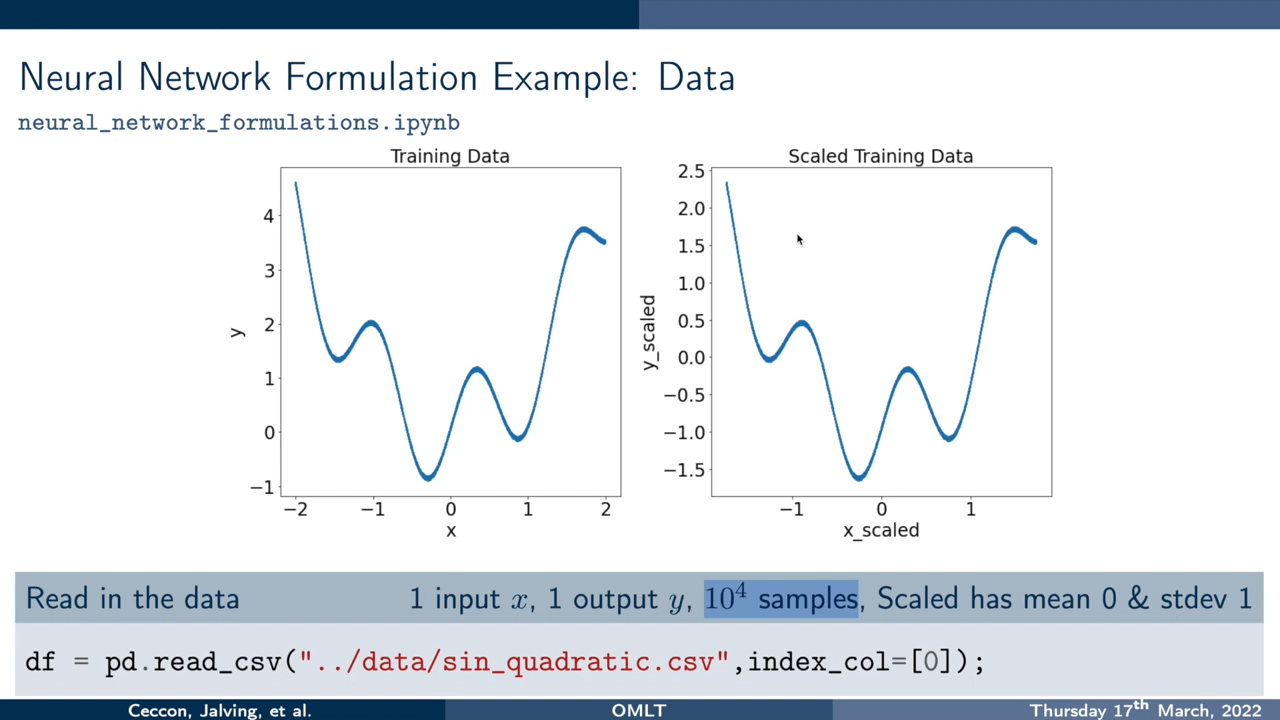 Neural Network Formulation Example: Data
neural_network_formulations.ipynb
Training Data
4
3
2
1
0
−1
y
−2 −1 0 1 2
x
Scaled Training Data
2.5
2.0
1.5
1.0
0.5
0.0
−0.5
−1.0
−1.5
y_scaled
−1 0 1
x_scaled
Read in the data 1 input x, 1 output y, 10⁴ samples, Scaled has mean 0 & stdev 1
df = pd.read_csv("../data/sin_quadratic.csv",index_col=[0]);
Ceccon, Jalving, et al. OMLT Thursday 17th March, 2022